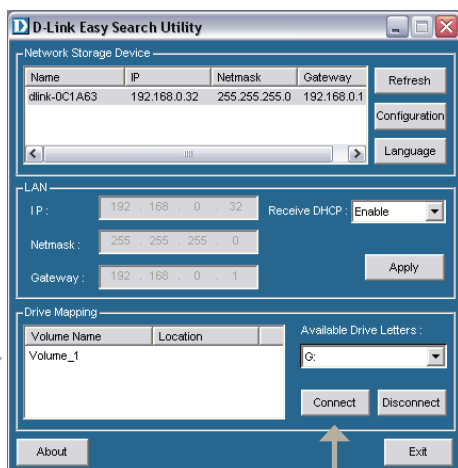 D D-Link Easy Search Utility
Network Storage Device
Name IP Netmask Gateway
dlink-0C1A63 192.168.0.32 255.255.255.0 192.168.0.1
Refresh
Configuration
Language
LAN
IP: 192 . 168 . 0 . 32 Receive DHCP : Enable
Netmask : 255 . 255 . 255 . 0
Gateway : 192 . 168 . 0 . 1
Apply
Drive Mapping
Volume Name Location
Volume_1
Available Drive Letters :
G:
Connect Disconnect
About Exit